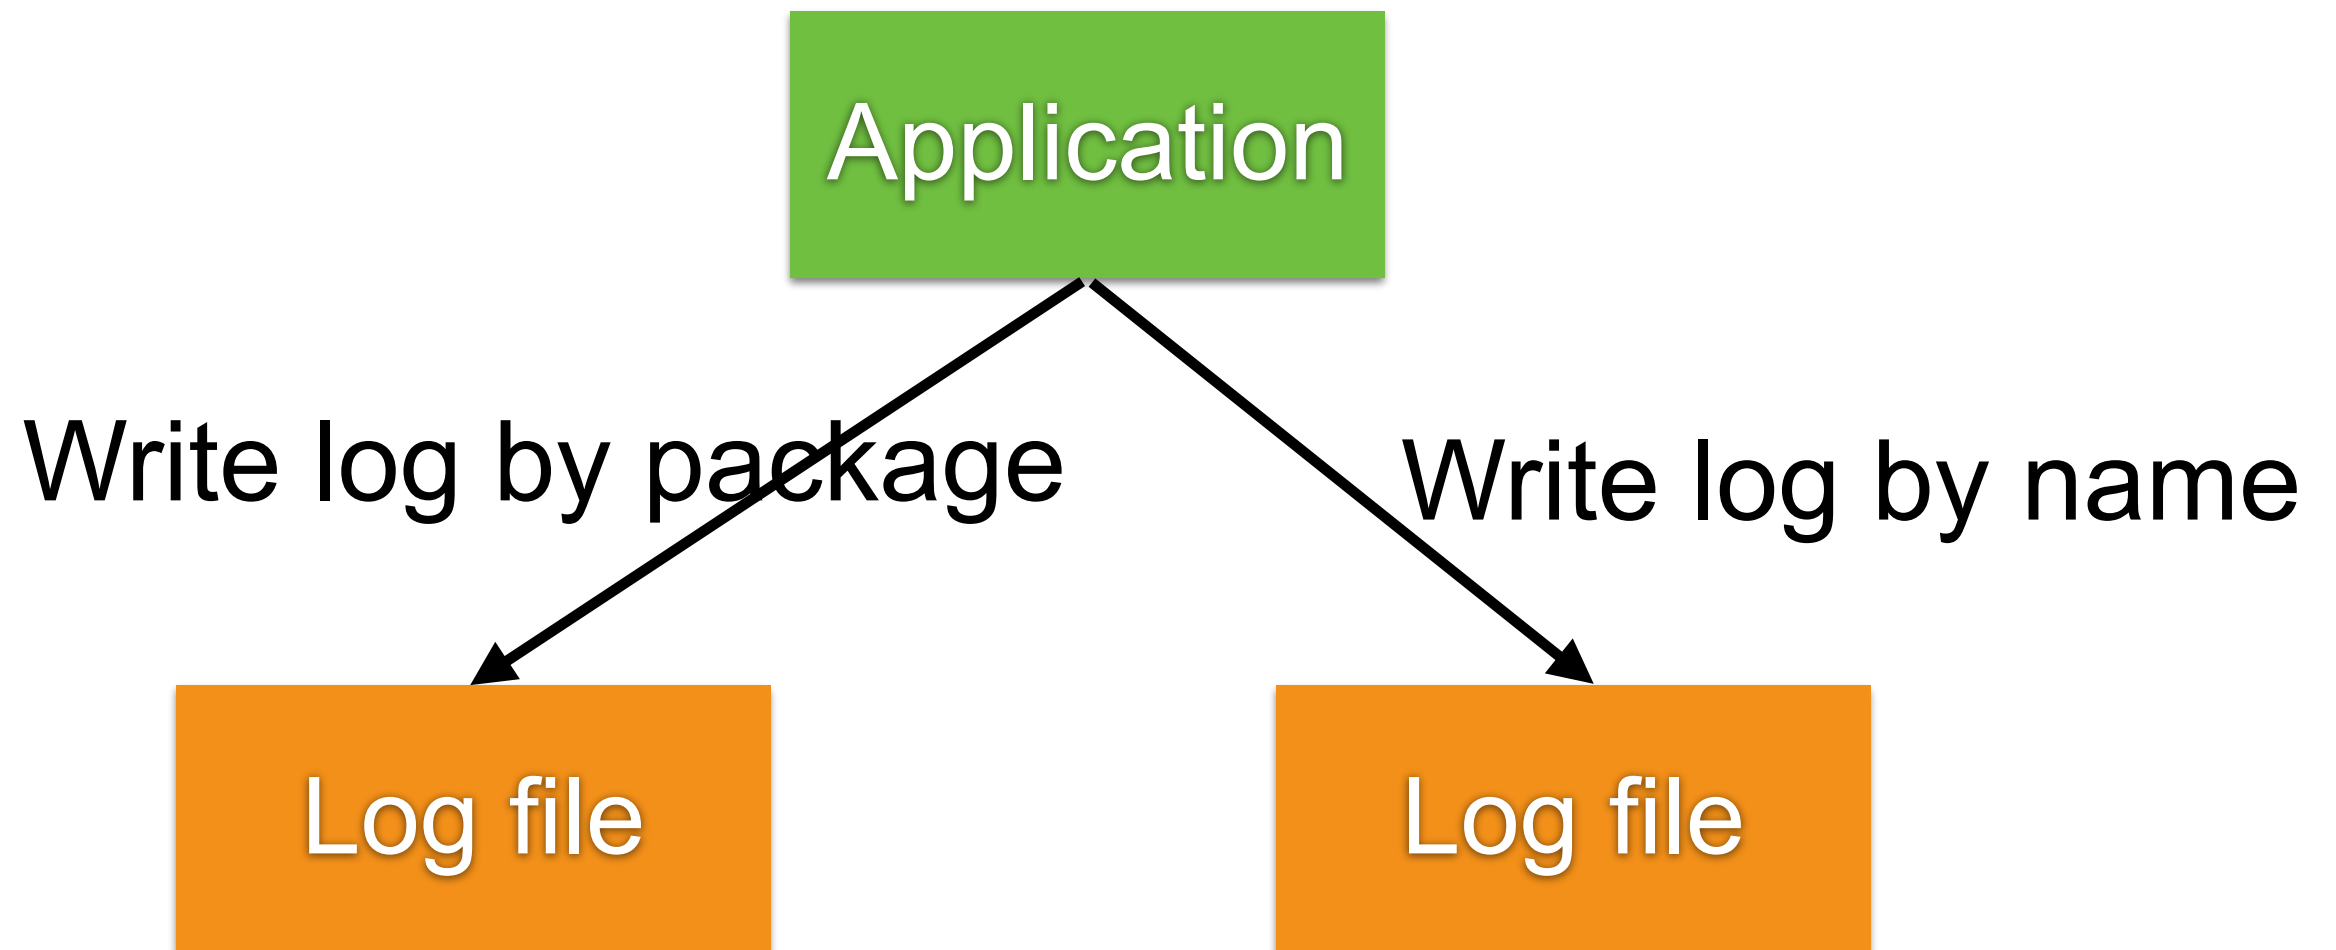 Application
Write log by package
Write log by name
Log file
Log file